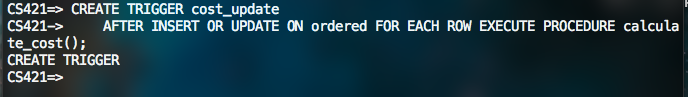 CS421=> CREATE TRIGGER cost_update
CS421->     AFTER INSERT OR UPDATE ON ordered FOR EACH ROW EXECUTE PROCEDURE calcula
te_cost();
CREATE TRIGGER
CS421=>